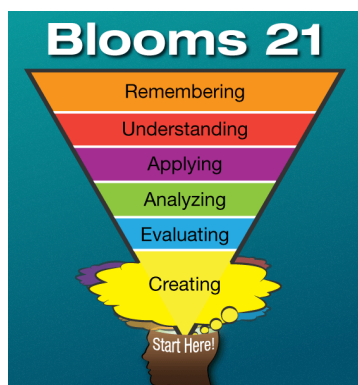 Blooms 21
Remembering
Understanding
Applying
Analyzing
Evaluating
Creating
Start Here!